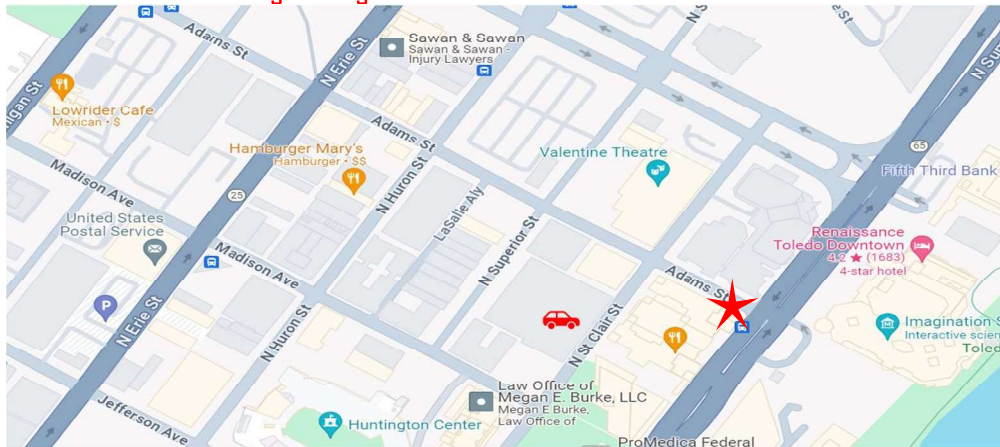 Adams St
N Erie St
Sawan & Sawan
Sawan & Sawan -
Injury Lawyers
N Su
65
Lowrider Cafe
Mexican • $
Adams St
Hamburger Mary's
Hamburger • $$
Valentine Theatre
Fifth Third Bank
Madison Ave
25
N Huron St
LaSalle Aly
United States
Postal Service
Renaissance
Toledo Downtown
4.2 ★ (1683)
4-star hotel
Madison Ave
N Superior St
Adams St
P
N Erie St
N Huron St
N St Clair St
Imagination S
Interactive scien
Toled
Jefferson Ave
Huntington Center
Law Office of
Megan E. Burke, LLC
Megan E Burke,
Law Office of
ProMedica Federal